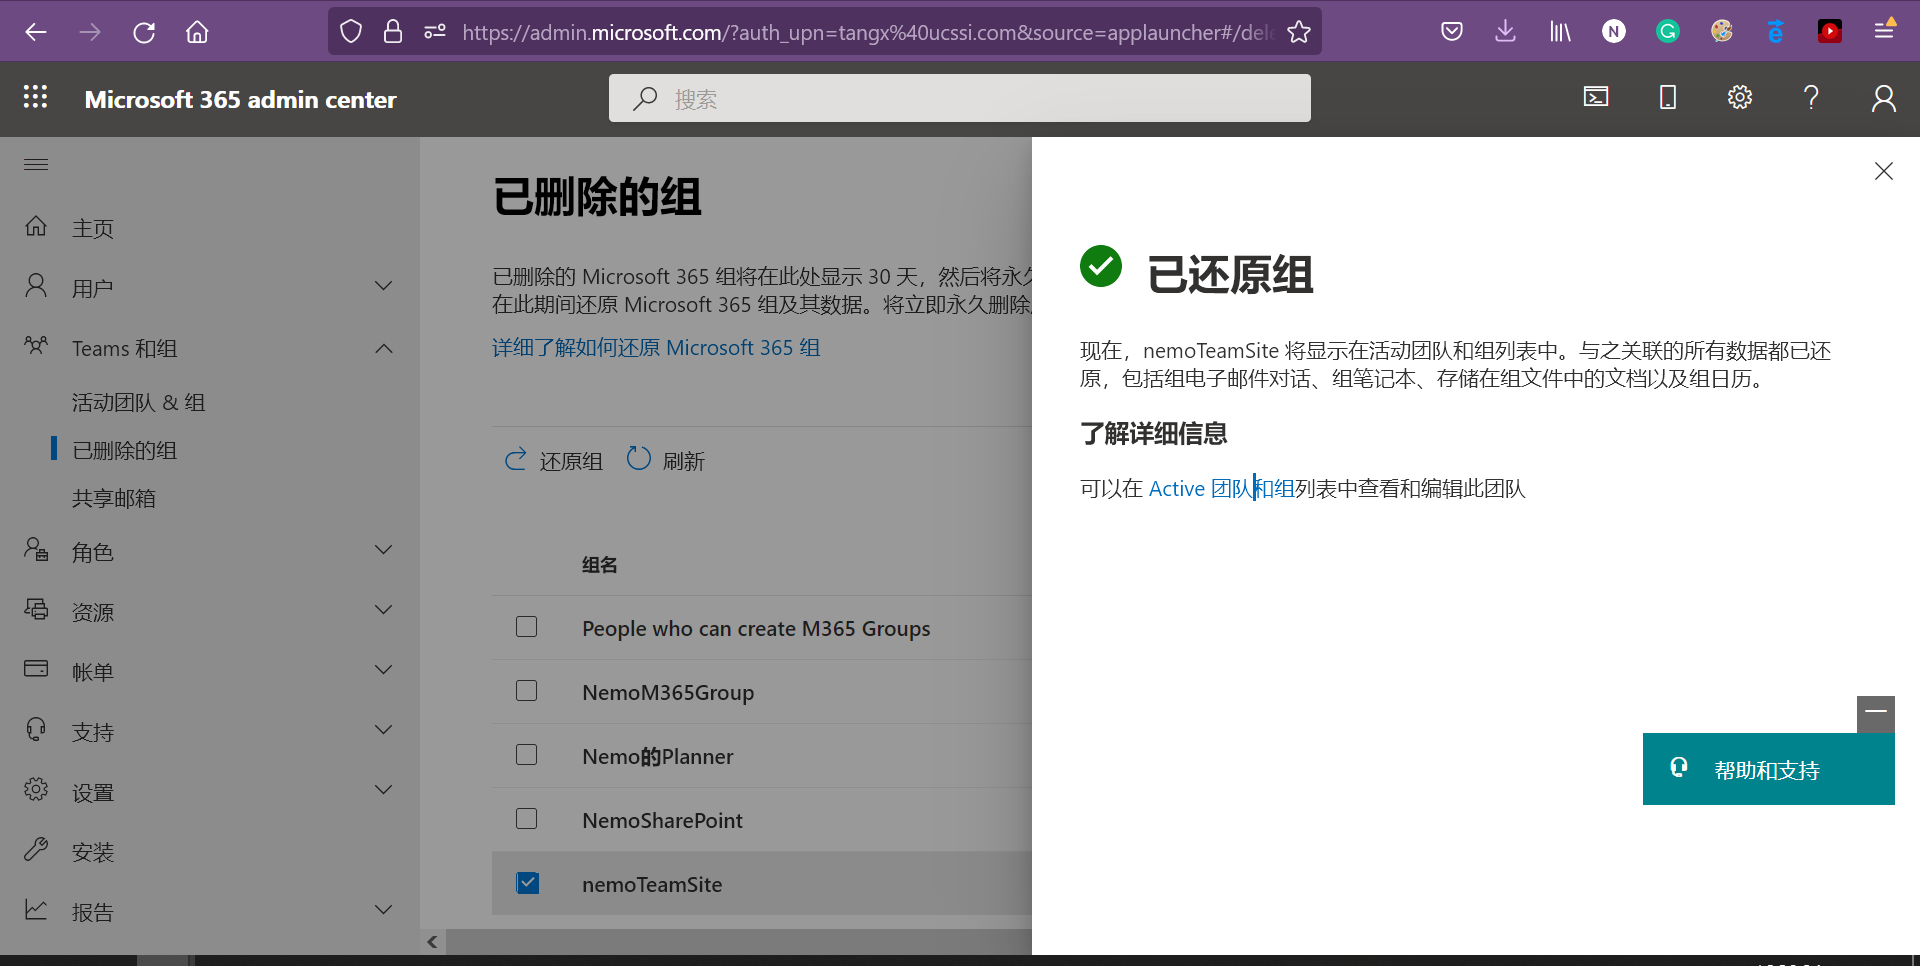 https://admin.microsoft.com/?auth_upn=tangx%40ucssi.com&source=applauncher#/dele
Microsoft 365 admin center
搜索
主页
用户
Teams 和组
活动团队 & 组
已删除的组
共享邮箱
角色
资源
帐单
支持
设置
安装
报告
已删除的组
已删除的 Microsoft 365 组将在此处显示 30 天，然后将永久
在此期间还原 Microsoft 365 组及其数据。将立即永久删除
详细了解如何还原 Microsoft 365 组
还原组 刷新
组名
People who can create M365 Groups
NemoM365Group
Nemo的Planner
NemoSharePoint
nemoTeamSite
已还原组
现在，nemoTeamSite 将显示在活动团队和组列表中。与之关联的所有数据都已还
原，包括组电子邮件对话、组笔记本、存储在组文件中的文档以及组日历。
了解详细信息
可以在 Active 团队和组列表中查看和编辑此团队
帮助和支持